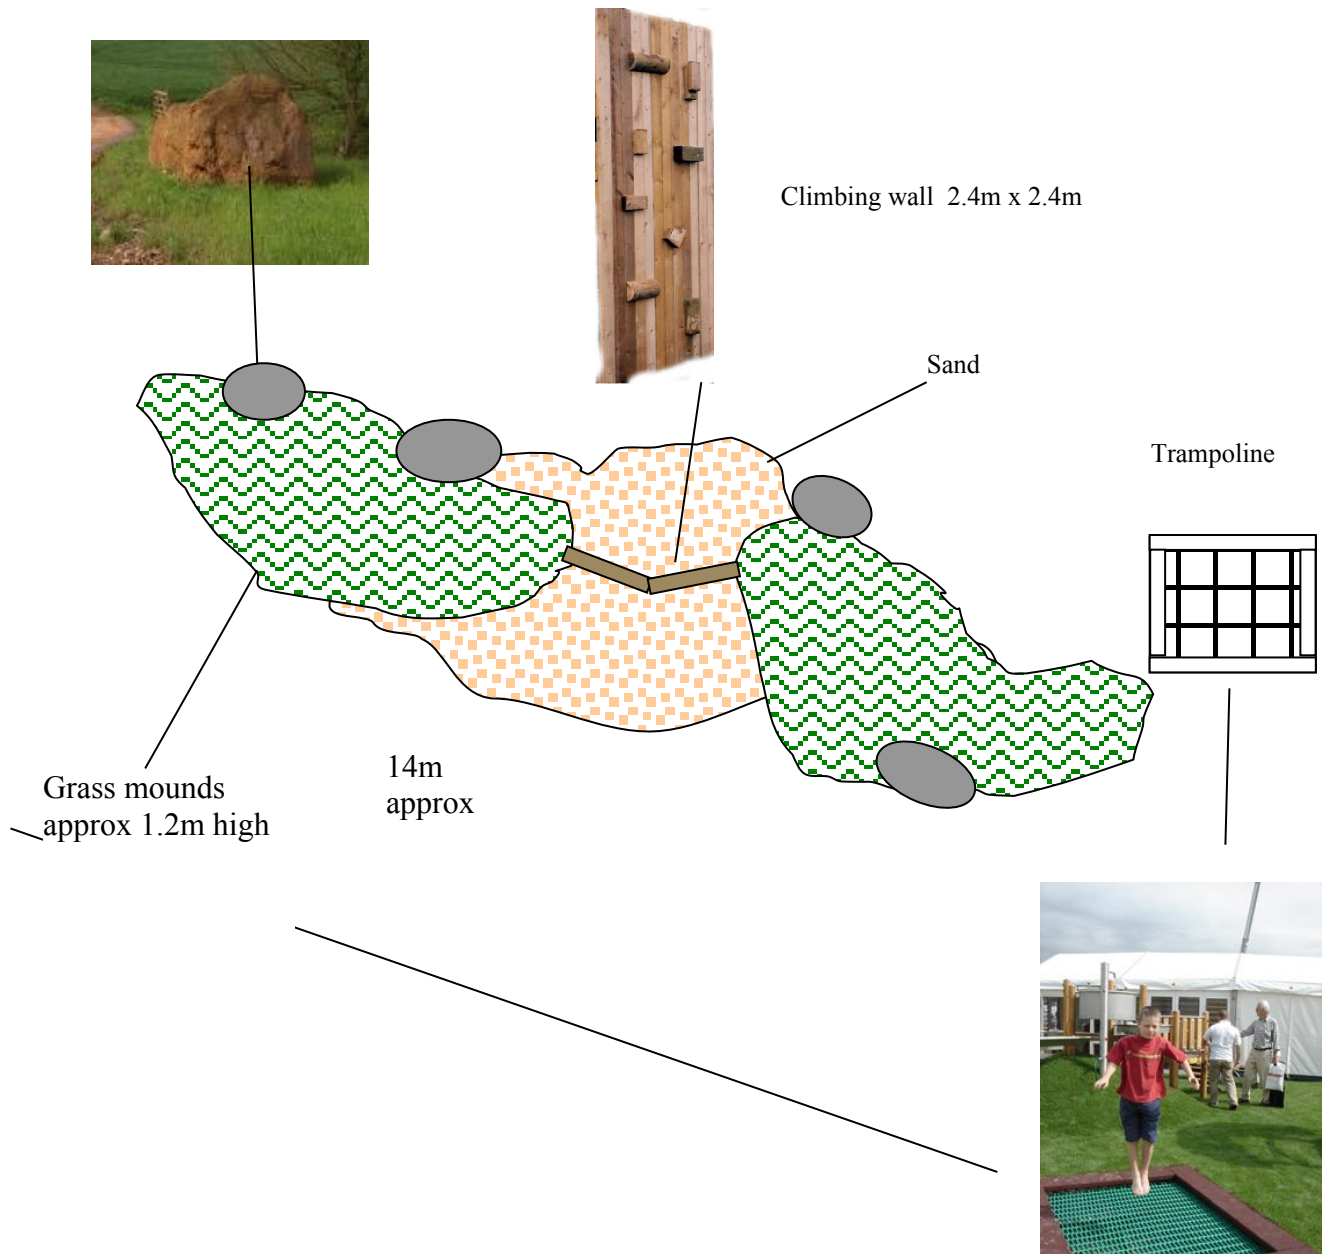 Climbing wall 2.4m x 2.4m
Sand
Trampoline
14m
approx
Grass mounds
approx 1.2m high